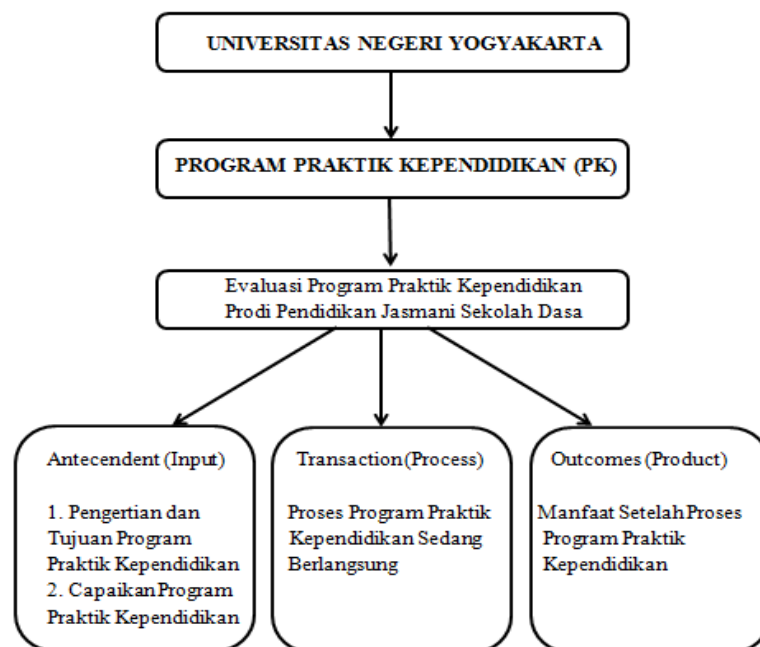 UNIVERSITAS NEGERI YOGYAKARTA
PROGRAM PRAKTIK KEPENDIDIKAN (PK)
Evaluasi Program Praktik Kependidikan
Prodi Pendidikan Jasmani Sekolah Dasa
Antecendent (Input)
1. Pengertian dan
Tujuan Program
Praktik Kependidikan
2. Capaikan Program
Praktik Kependidikan
Transaction (Process)
Proses Program Praktik
Kependidikan Sedang
Berlangsung
Outcomes (Product)
Manfaat Setelah Proses
Program Praktik
Kependidikan